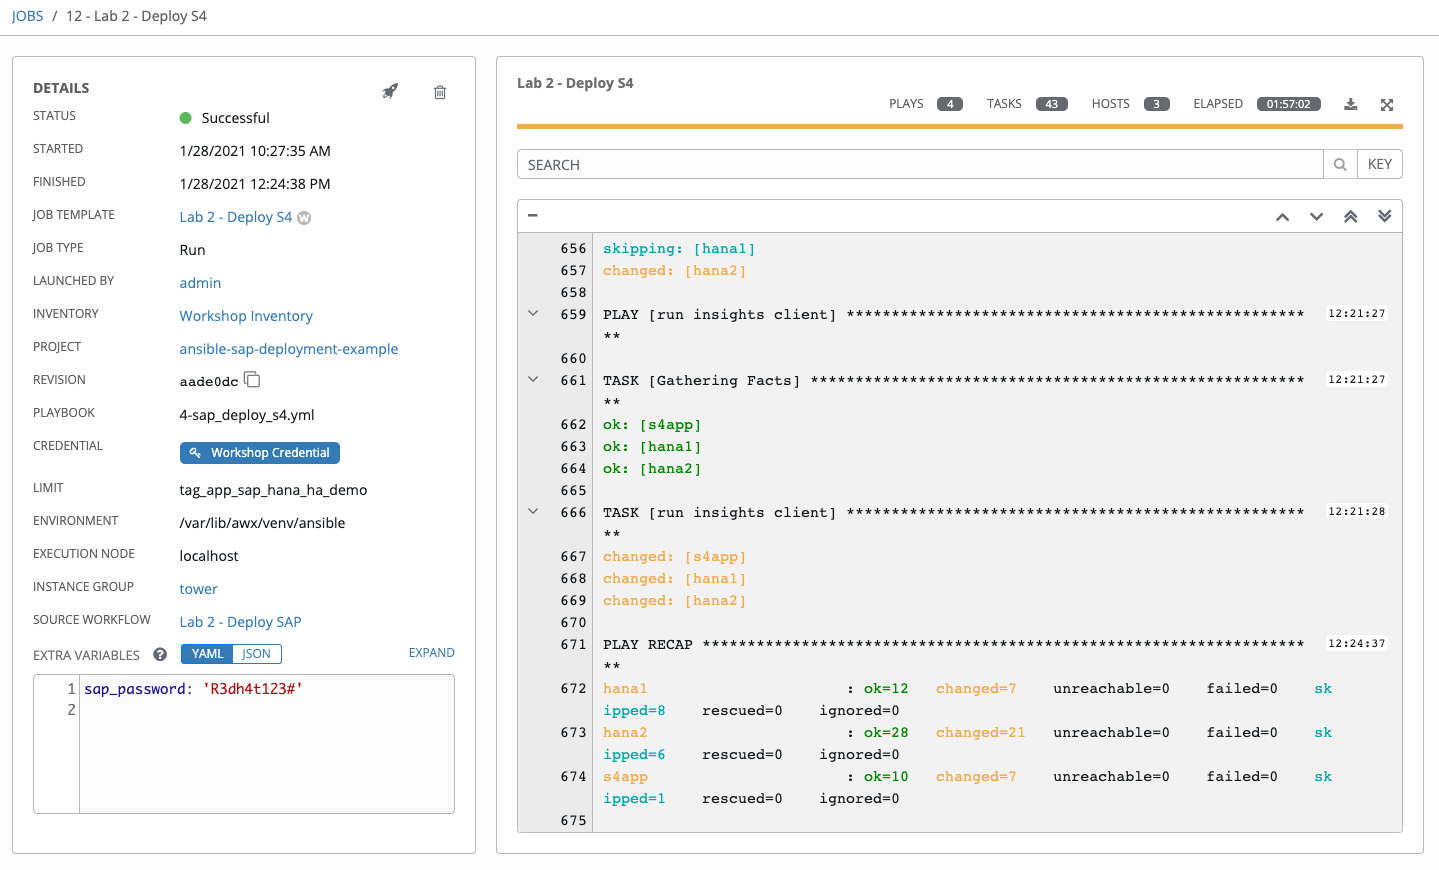 JOBS / 12 - Lab 2 - Deploy S4
DETAILS
STATUS Successful
STARTED 1/28/2021 10:27:35 AM
FINISHED 1/28/2021 12:24:38 PM
JOB TEMPLATE Lab 2 - Deploy S4 W
JOB TYPE Run
LAUNCHED BY admin
INVENTORY Workshop Inventory
PROJECT ansible-sap-deployment-example
REVISION aade0dc
PLAYBOOK 4-sap_deploy_s4.yml
CREDENTIAL Workshop Credential
LIMIT tag_app_sap_hana_ha_demo
ENVIRONMENT /var/lib/awx/venv/ansible
EXECUTION NODE localhost
INSTANCE GROUP tower
SOURCE WORKFLOW Lab 2 - Deploy SAP
EXTRA VARIABLES ? YAML JSON EXPAND
1 sap_password: 'R3dh4t123#'
2
Lab 2 - Deploy S4
PLAYS 4 TASKS 43 HOSTS 3 ELAPSED 01:57:02
SEARCH KEY
656 skipping: [hana1]
657 changed: [hana2]
658
659 PLAY [run insights client] *************************************************** 12:21:27
**
660
661 TASK [Gathering Facts] ******************************************************* 12:21:27
**
662 ok: [s4app]
663 ok: [hana1]
664 ok: [hana2]
665
666 TASK [run insights client] *************************************************** 12:21:28
**
667 changed: [s4app]
668 changed: [hana1]
669 changed: [hana2]
670
671 PLAY RECAP ******************************************************************* 12:24:37
**
672 hana1 : ok=12 changed=7 unreachable=0 failed=0 sk
ipped=8 rescued=0 ignored=0
673 hana2 : ok=28 changed=21 unreachable=0 failed=0 sk
ipped=6 rescued=0 ignored=0
674 s4app : ok=10 changed=7 unreachable=0 failed=0 sk
ipped=1 rescued=0 ignored=0
675